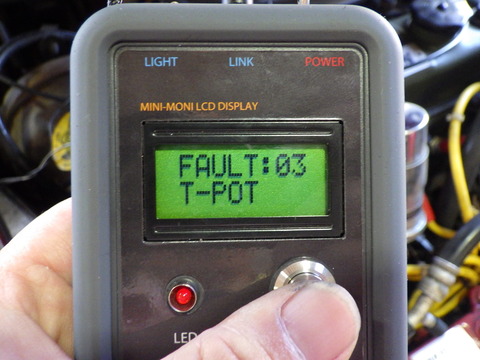 LIGHT LINK POWER
MINI-MONI LCD DISPLAY
FAULT:03
T-POT
LED